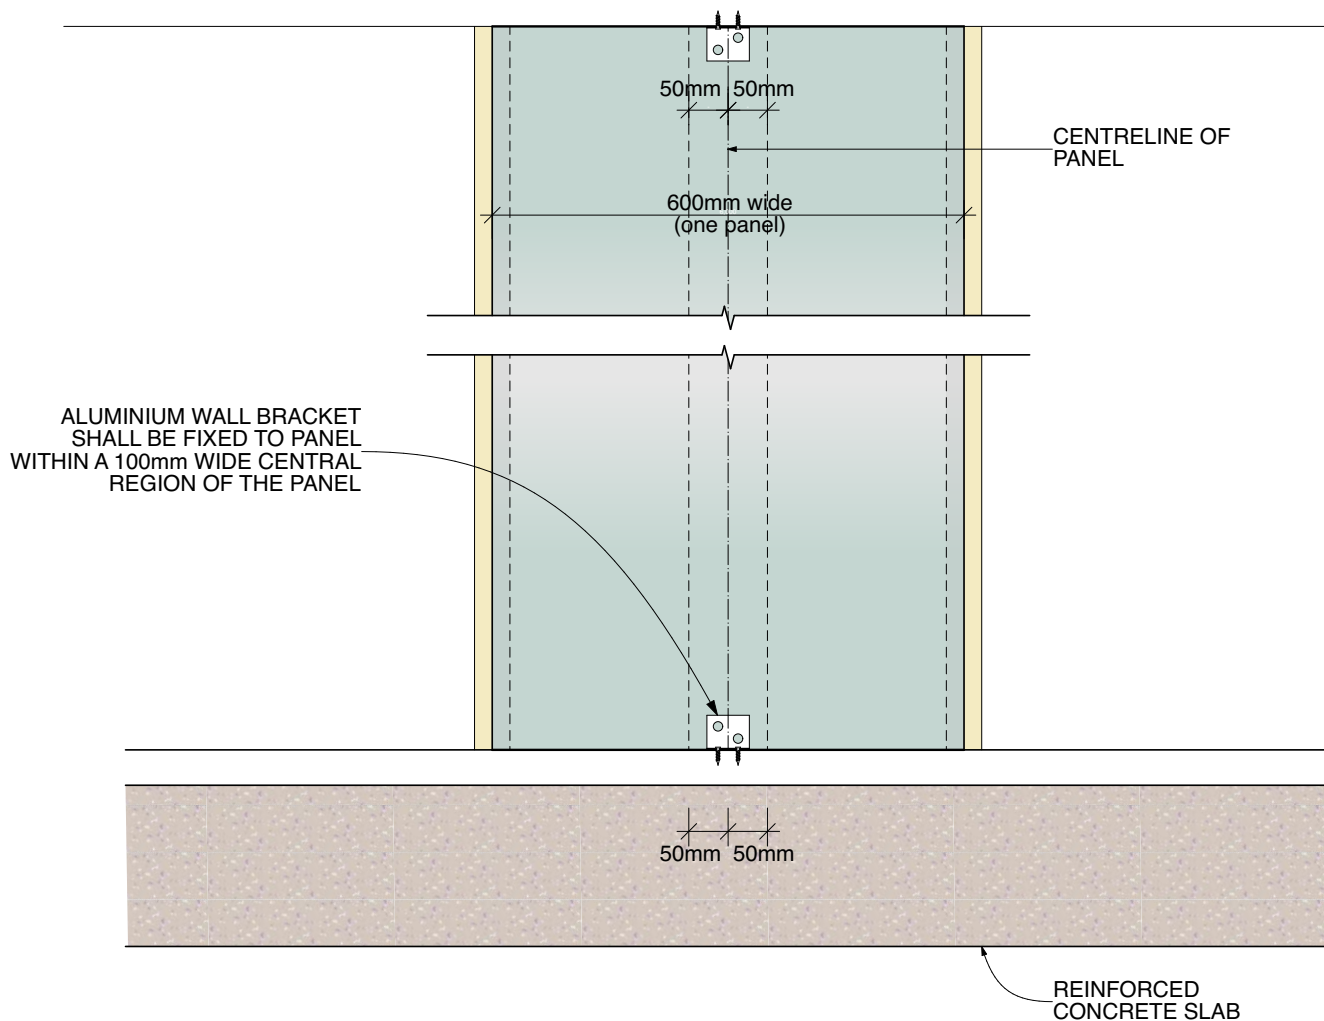 50mm 50mm
CENTRELINE OF
PANEL
600mm wide
(one panel)
ALUMINIUM WALL BRACKET
SHALL BE FIXED TO PANEL
WITHIN A 100mm WIDE CENTRAL
REGION OF THE PANEL
50mm 50mm
REINFORCED
CONCRETE SLAB